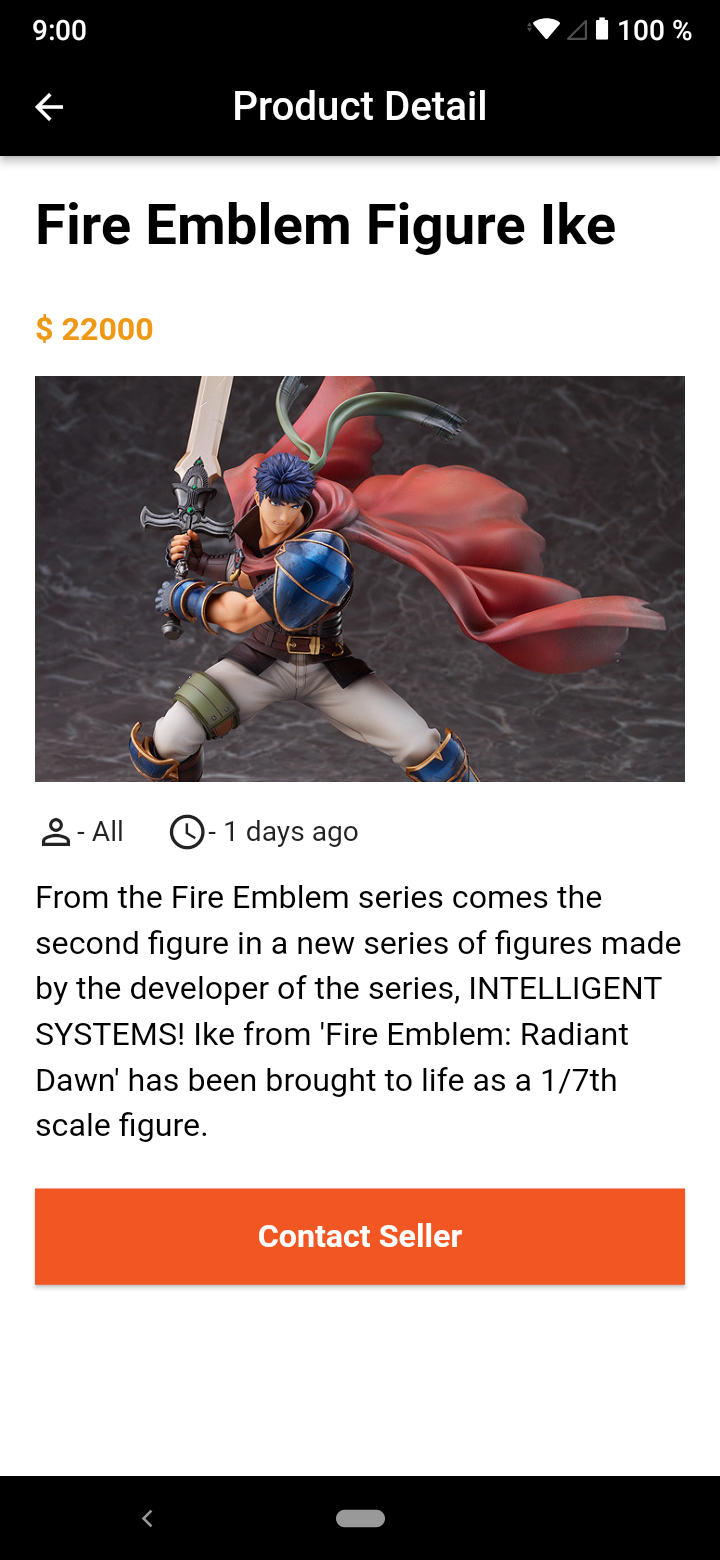 9:00
100 %
Product Detail
Fire Emblem Figure Ike
$ 22000
- All
- 1 days ago
From the Fire Emblem series comes the
second figure in a new series of figures made
by the developer of the series, INTELLIGENT
SYSTEMS! Ike from 'Fire Emblem: Radiant
Dawn' has been brought to life as a 1/7th
scale figure.
Contact Seller